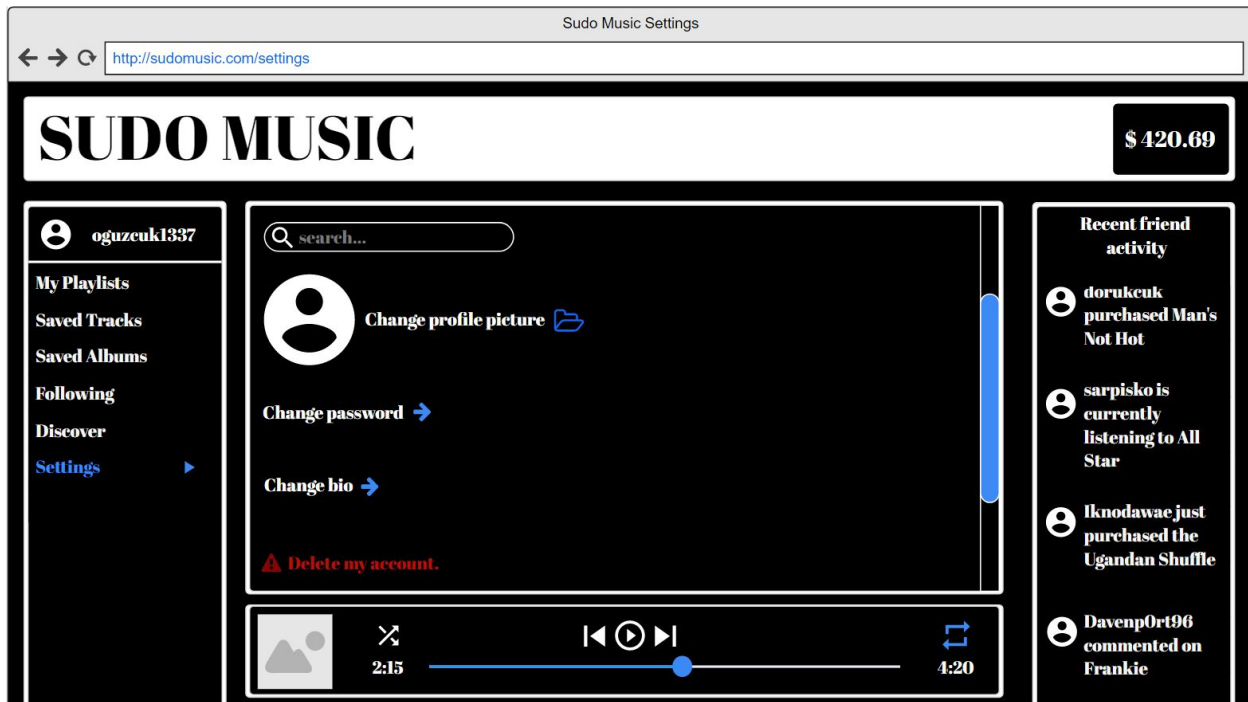 Sudo Music Settings
http://sudomusic.com/settings
SUDO MUSIC
$ 420.69
oguzcuk1337
My Playlists
Saved Tracks
Saved Albums
Following
Discover
Settings
search...
Change profile picture
Change password
Change bio
Delete my account.
2:15
4:20
Recent friend
activity
dorukcuk
purchased Man's
Not Hot
sarpisko is
currently
listening to All
Star
Iknodawae just
purchased the
Ugandan Shuffle
Davenp0rt96
commented on
Frankie